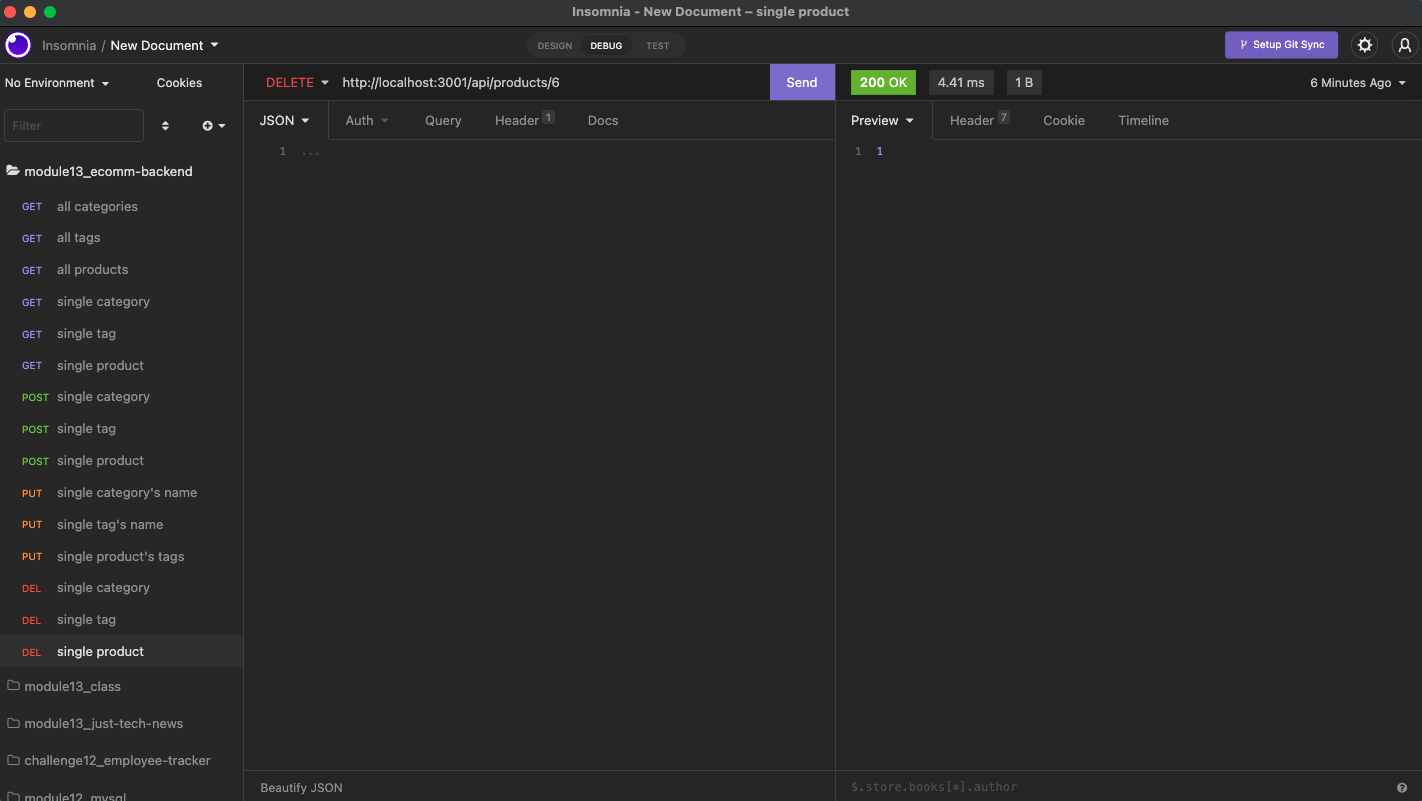 Insomnia - New Document – single product
Insomnia / New Document
DESIGN DEBUG TEST
Setup Git Sync
No Environment
Cookies
DELETE http://localhost:3001/api/products/6 Send
200 OK 4.41 ms 1 B
6 Minutes Ago
Filter
JSON Auth Query Header 1 Docs
Preview Header 7 Cookie Timeline
1 ...
1 1
module13_ecomm-backend
GET all categories
GET all tags
GET all products
GET single category
GET single tag
GET single product
POST single category
POST single tag
POST single product
PUT single category's name
PUT single tag's name
PUT single product's tags
DEL single category
DEL single tag
DEL single product
module13_class
module13_just-tech-news
challenge12_employee-tracker
module12_mysql
Beautify JSON
$.store.books[*].author